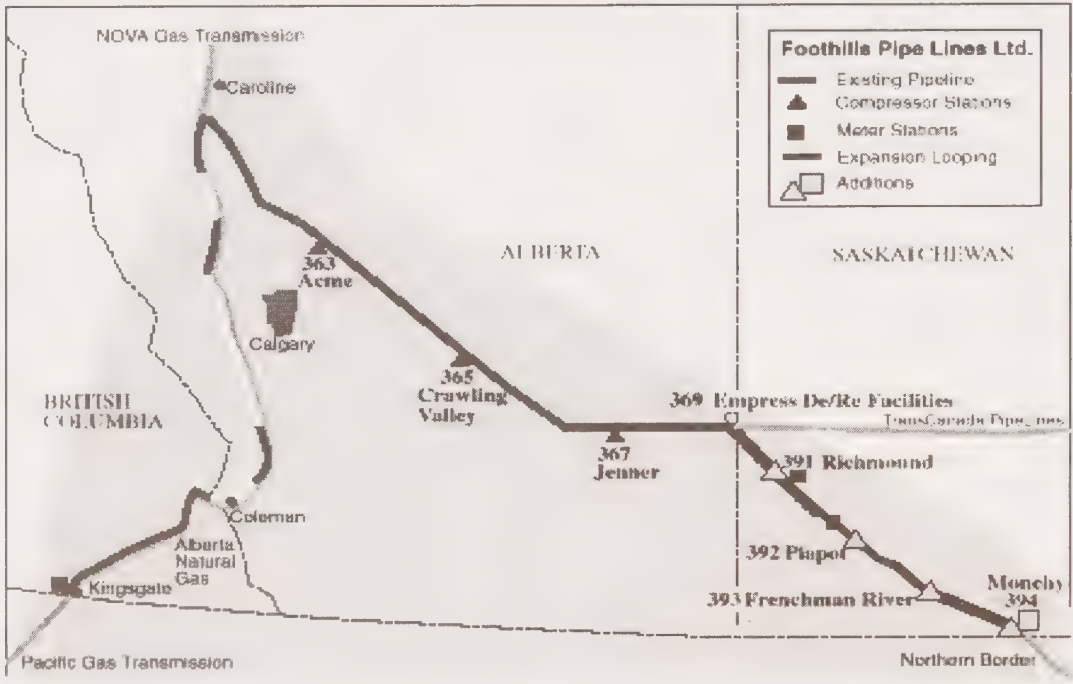 NOVA Gas Transmission
Caroline
Foothills Pipe Lines Ltd.
Existing Pipeline
Compressor Stations
Meter Stations
Expansion Looping
Additions
ALBERTA
SASKATCHEWAN
363
Acme
Calgary
365
Crawling
Valley
BRITISH
COLUMBIA
369 Empress De/Re Facilities
TransCanada PipeLines
367
Jenner
391 Richmound
Coleman
Alberta
Natural
Gas
392 Piapot
Kingsgate
393 Frenchman River
Monchy
394
Pacific Gas Transmission
Northern Border